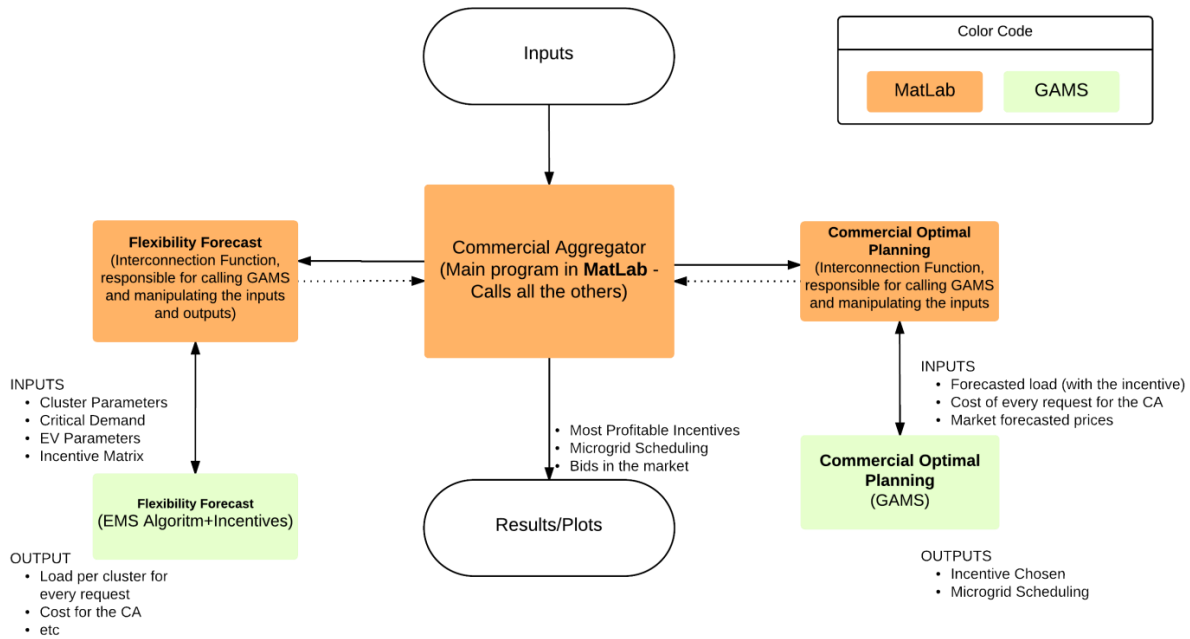 Inputs
Color Code
MatLab
GAMS
Flexibility Forecast
(Interconnection Function,
responsible for calling GAMS
and manipulating the inputs
and outputs)
Commercial Aggregator
(Main program in MatLab -
Calls all the others)
Commercial Optimal
Planning
(Interconnection Function,
responsible for calling GAMS
and manipulating the inputs
INPUTS
• Cluster Parameters
• Critical Demand
• EV Parameters
• Incentive Matrix
• Most Profitable Incentives
• Microgrid Scheduling
• Bids in the market
INPUTS
• Forecasted load (with the incentive)
• Cost of every request for the CA
• Market forecasted prices
Flexibility Forecast
(EMS Algoritm+Incentives)
Results/Plots
Commercial Optimal
Planning
(GAMS)
OUTPUT
• Load per cluster for
every request
• Cost for the CA
• etc
OUTPUTS
• Incentive Chosen
• Microgrid Scheduling